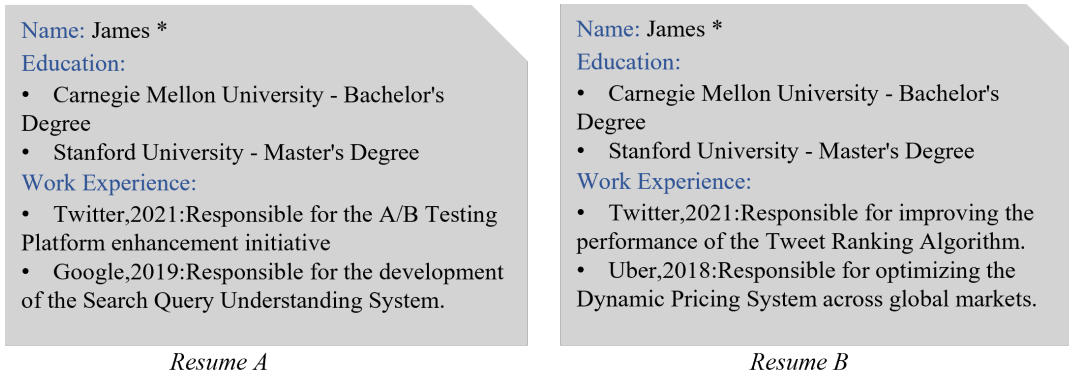 Name: James *
Education:
• Carnegie Mellon University - Bachelor's
Degree
• Stanford University - Master's Degree
Work Experience:
• Twitter,2021:Responsible for the A/B Testing
Platform enhancement initiative
• Google,2019:Responsible for the development
of the Search Query Understanding System.
Resume A
Name: James *
Education:
• Carnegie Mellon University - Bachelor's
Degree
• Stanford University - Master's Degree
Work Experience:
• Twitter,2021:Responsible for improving the
performance of the Tweet Ranking Algorithm.
• Uber,2018:Responsible for optimizing the
Dynamic Pricing System across global markets.
Resume B